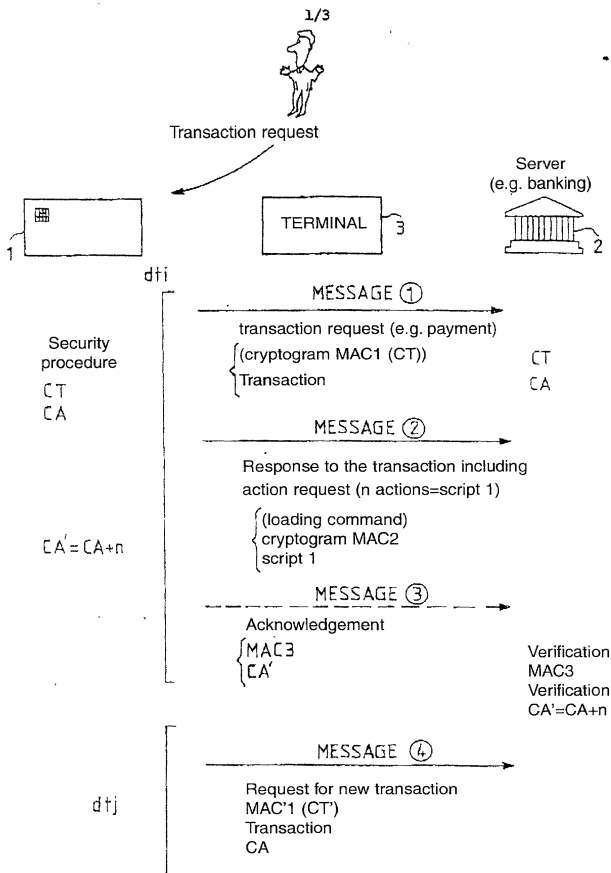 1/3
Transaction request
Server
(e.g. banking)
TERMINAL
1
3
2
dti
MESSAGE ①
transaction request (e.g. payment)
(cryptogram MAC1 (CT))
Transaction
Security
procedure
CT
CA
CT
CA
MESSAGE ②
Response to the transaction including
action request (n actions=script 1)
(loading command)
cryptogram MAC2
script 1
CA'=CA+n
MESSAGE ③
Acknowledgement
MAC3
CA'
Verification
MAC3
Verification
CA'=CA+n
MESSAGE ④
dtj
Request for new transaction
MAC'1 (CT')
Transaction
CA